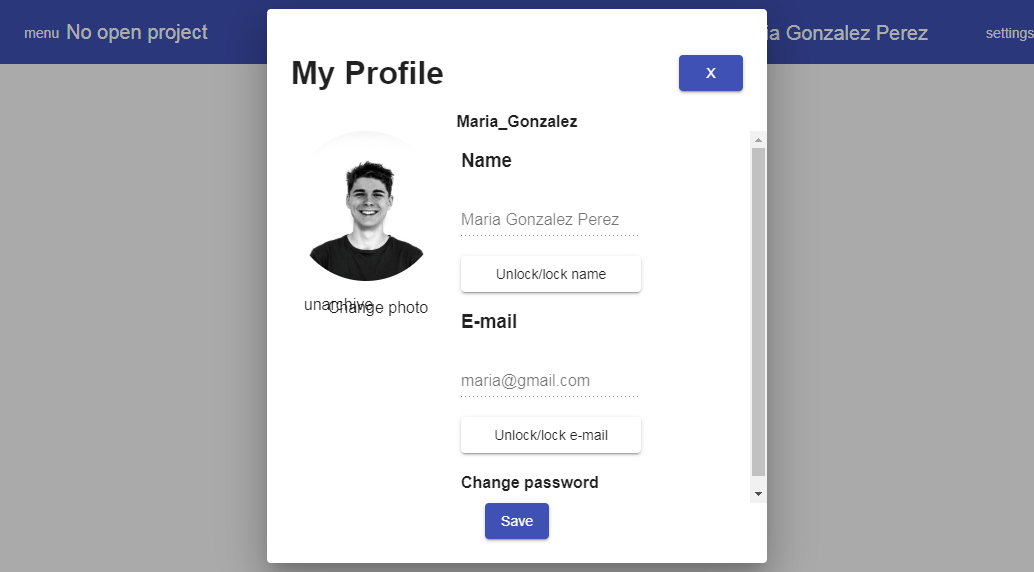 menu No open project
ia Gonzalez Perez
settings
My Profile
X
Maria_Gonzalez
Name
Maria Gonzalez Perez
Unlock/lock name
unarchive
Change photo
E-mail
maria@gmail.com
Unlock/lock e-mail
Change password
Save